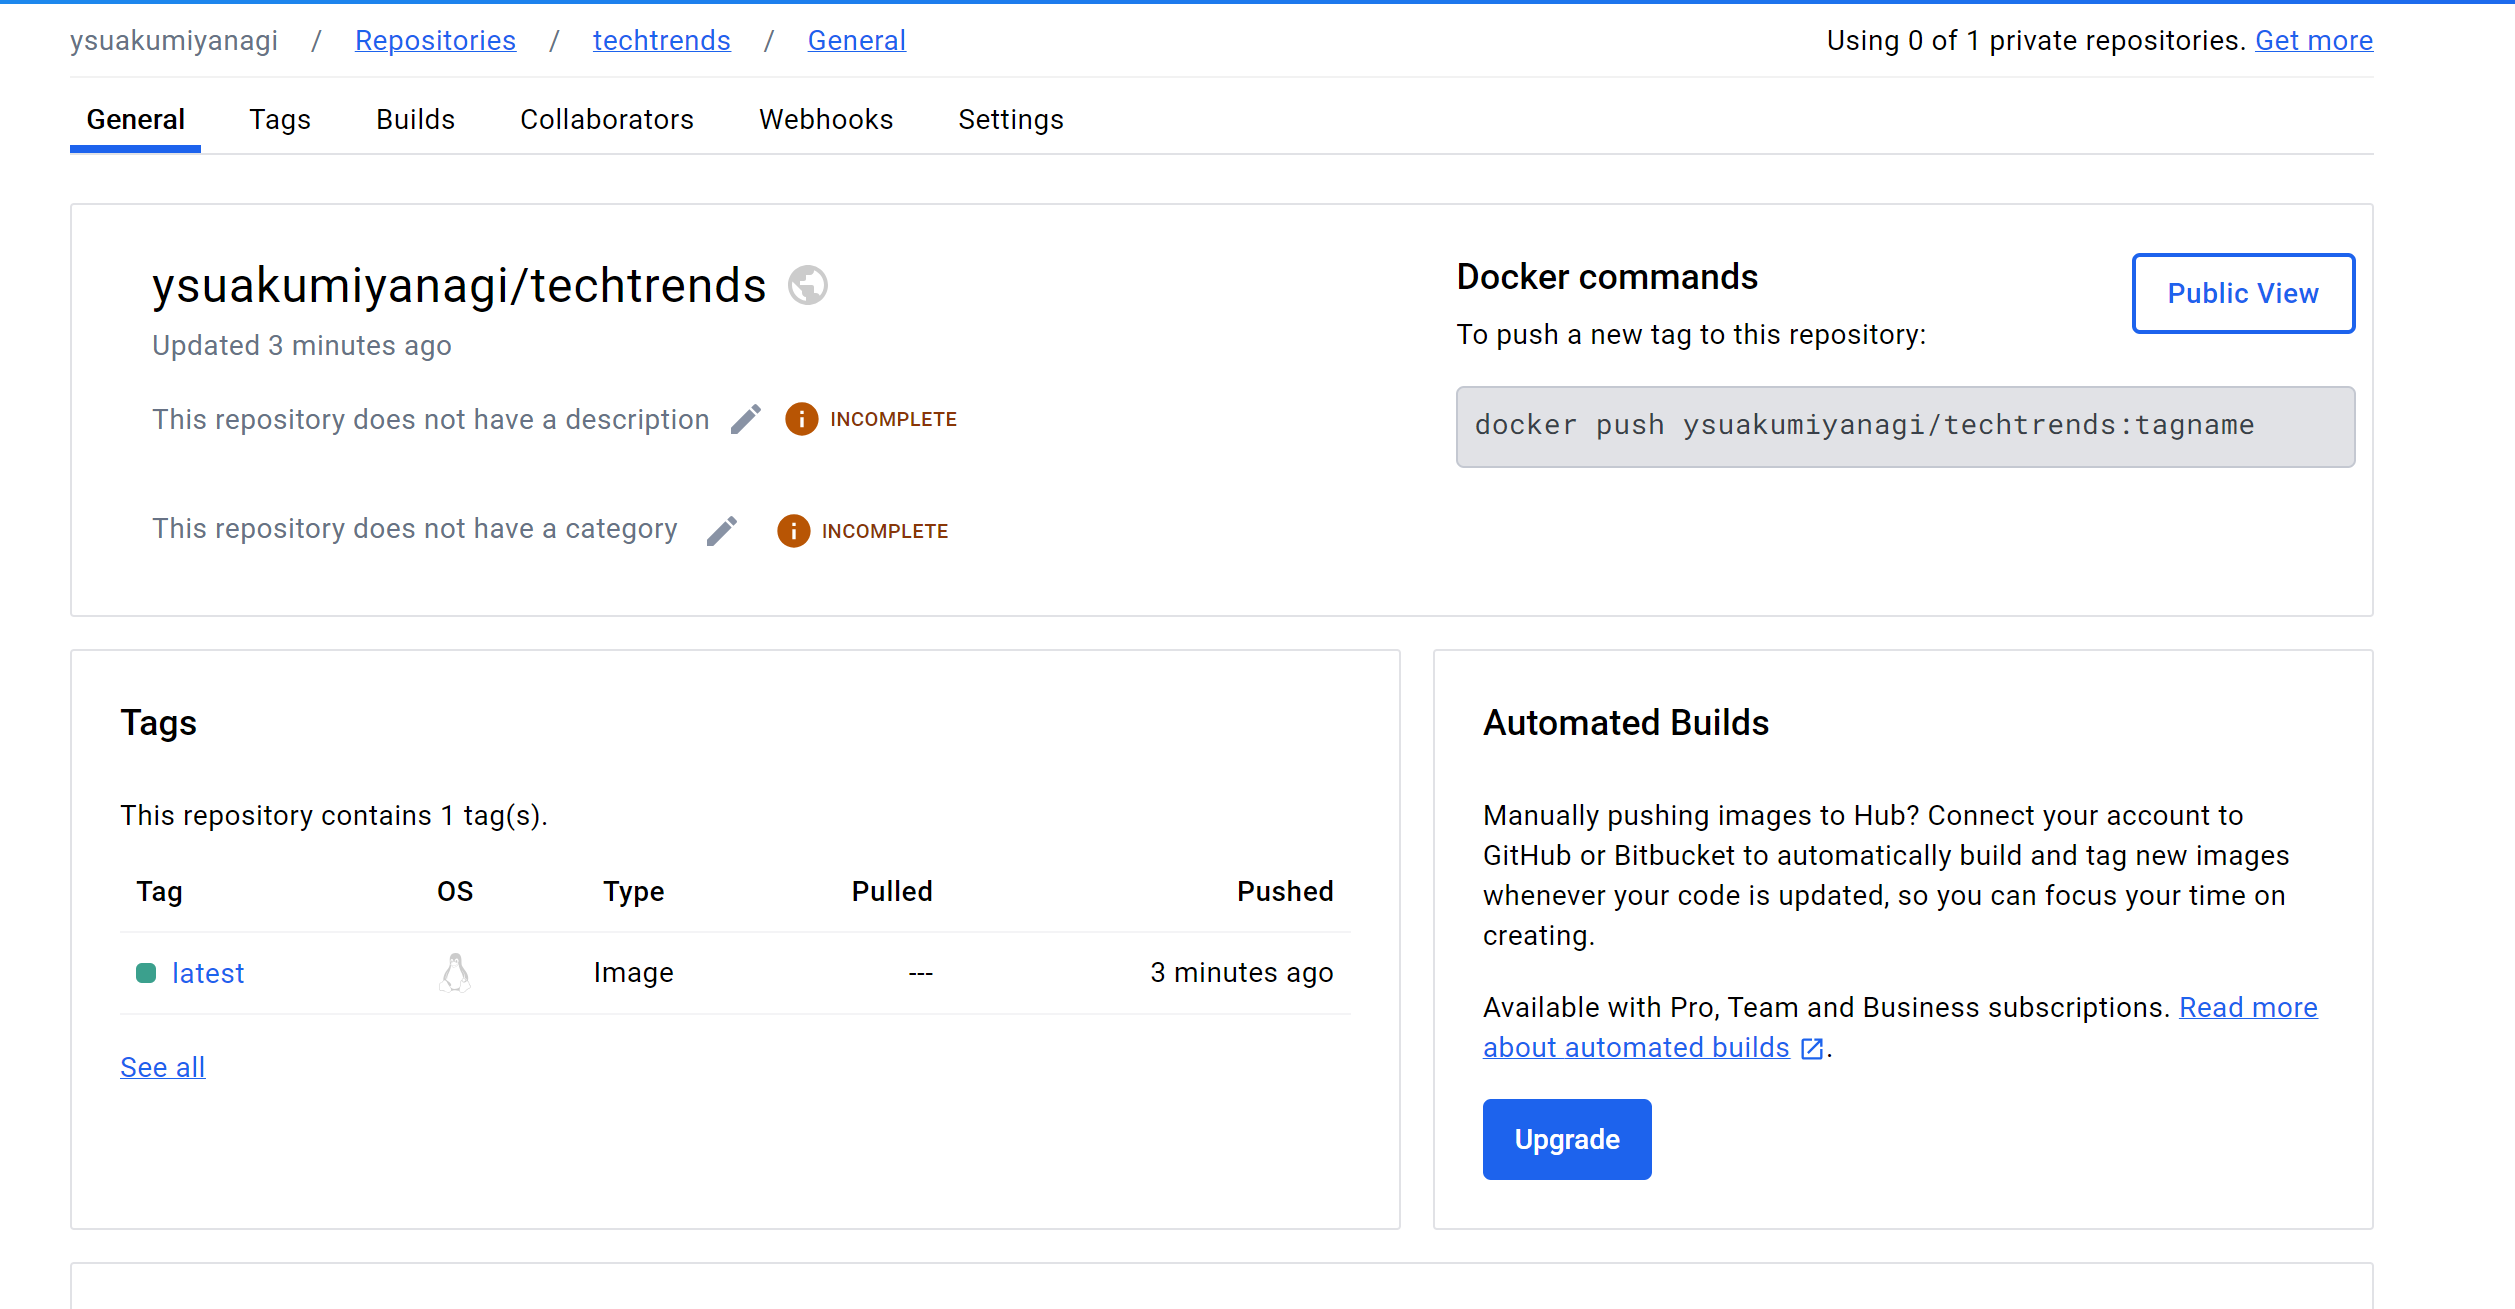 ysuakumiyanagi / Repositories / techtrends / General
Using 0 of 1 private repositories. Get more
General Tags Builds Collaborators Webhooks Settings
ysuakumiyanagi/techtrends
Updated 3 minutes ago
This repository does not have a description INCOMPLETE
This repository does not have a category INCOMPLETE
Docker commands
Public View
To push a new tag to this repository:
docker push ysuakumiyanagi/techtrends:tagname
Tags
This repository contains 1 tag(s).
Tag OS Type Pulled Pushed
latest Image --- 3 minutes ago
See all
Automated Builds
Manually pushing images to Hub? Connect your account to
GitHub or Bitbucket to automatically build and tag new images
whenever your code is updated, so you can focus your time on
creating.
Available with Pro, Team and Business subscriptions. Read more
about automated builds .
Upgrade